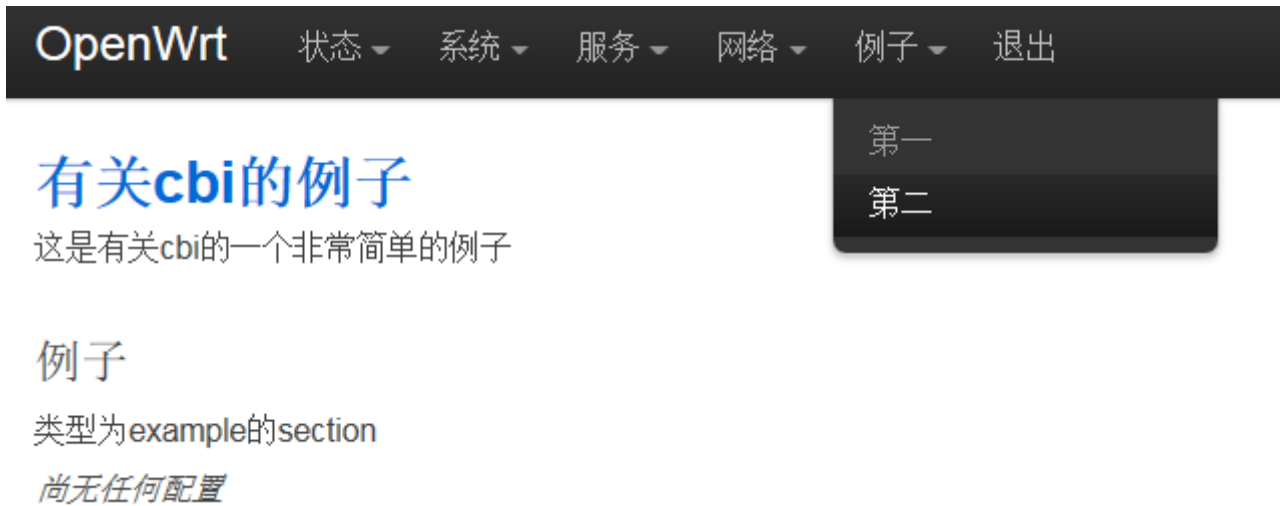 OpenWrt 状态 系统 服务 网络 例子 退出
第一
第二
有关cbi的例子
这是有关cbi的一个非常简单的例子
例子
类型为example的section
尚无任何配置